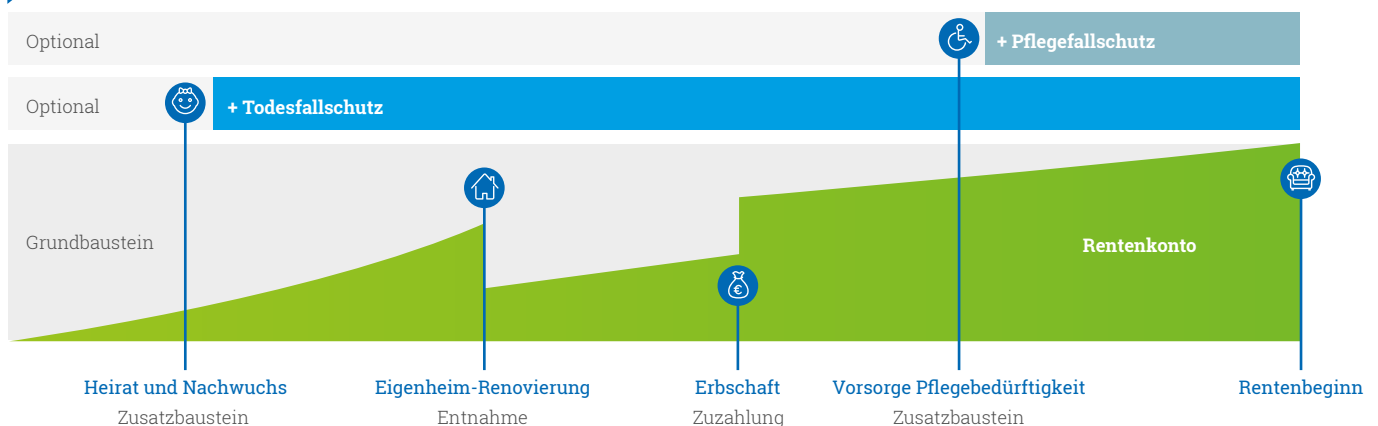 Optional
+ Pflegefallschutz
Optional
+ Todesfallschutz
Grundbaustein
€
Rentenkonto
Heirat und Nachwuchs
Zusatzbaustein
Eigenheim-Renovierung
Entnahme
Erbschaft
Zuzahlung
Vorsorge Pflegebedürftigkeit
Zusatzbaustein
Rentenbeginn